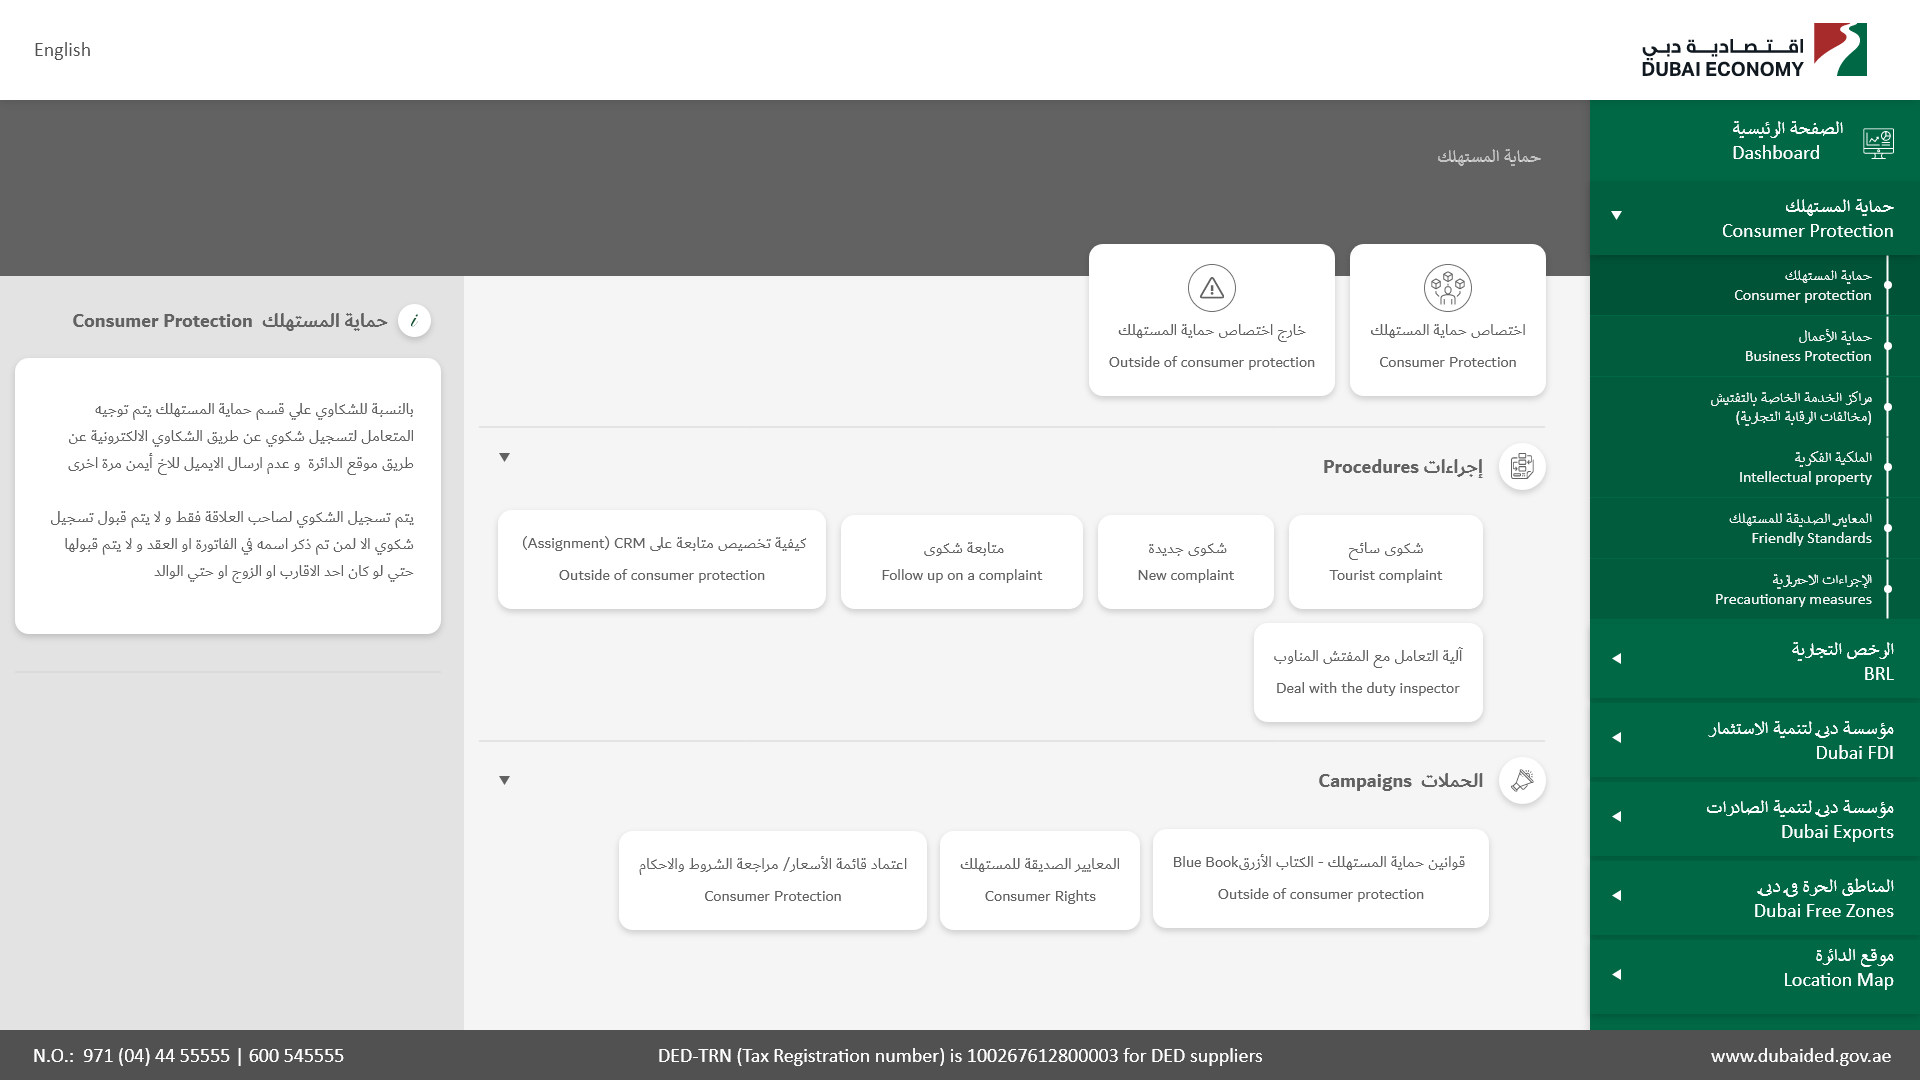 English
اقتصادية دبي
DUBAI ECONOMY
الصفحة الرئيسية
Dashboard
حماية المستهلك
Consumer Protection
حماية المستهلك
Consumer protection
حماية الأعمال
Business Protection
مراكز الخدمة الخاصة بالتفتيش
(مخالفات الرقابة التجارية)
الملكية الفكرية
Intellectual property
المعايير الصديقة للمستهلك
Friendly Standards
الإجراءات الاحترازية
Precautionary measures
الرخص التجارية
BRL
مؤسسة دبي لتنمية الاستثمار
Dubai FDI
مؤسسة دبي لتنمية الصادرات
Dubai Exports
المناطق الحرة في دبي
Dubai Free Zones
موقع الدائرة
Location Map
حماية المستهلك
اختصاص حماية المستهلك
Consumer Protection
خارج اختصاص حماية المستهلك
Outside of consumer protection
إجراءات Procedures
شكوى سائح
Tourist complaint
شكوى جديدة
New complaint
متابعة شكوى
Follow up on a complaint
كيفية تخصيص متابعة على CRM (Assignment)
Outside of consumer protection
آلية التعامل مع المفتش المناوب
Deal with the duty inspector
الحملات Campaigns
قوانين حماية المستهلك - الكتاب الأزرقBlue Book
Outside of consumer protection
المعايير الصديقة للمستهلك
Consumer Rights
اعتماد قائمة الأسعار/ مراجعة الشروط والاحكام
Consumer Protection
حماية المستهلك Consumer Protection
بالنسبة للشكاوي علي قسم حماية المستهلك يتم توجيه
المتعامل لتسجيل شكوي عن طريق الشكاوي الالكترونية عن
طريق موقع الدائرة و عدم ارسال الايميل للاخ أيمن مرة اخرى
يتم تسجيل الشكوي لصاحب العلاقة فقط و لا يتم قبول تسجيل
شكوي الا لمن تم ذكر اسمه في الفاتورة او العقد و لا يتم قبولها
حتي لو كان احد الاقارب او الزوج او حتي الوالد
N.O.: 971 (04) 44 55555 | 600 545555
DED-TRN (Tax Registration number) is 100267612800003 for DED suppliers
www.dubaided.gov.ae